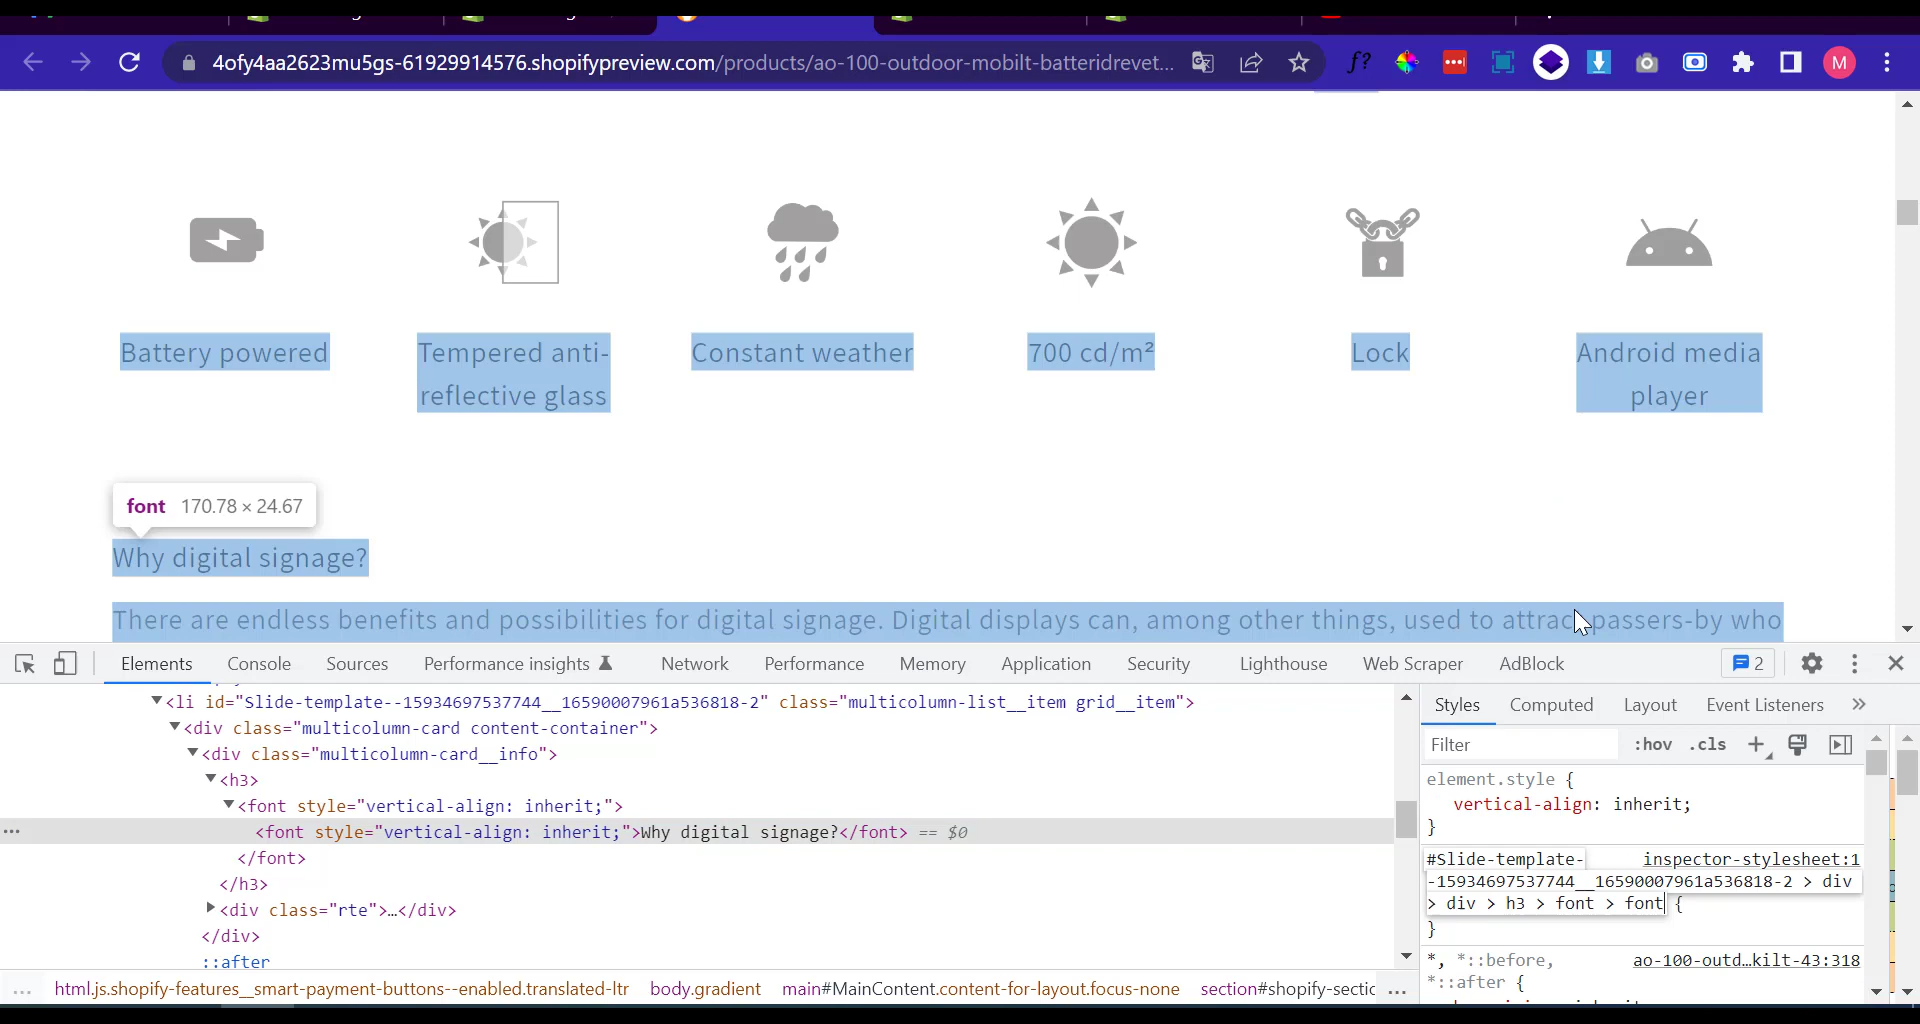 4ofy4aa2623mu5gs-61929914576.shopifypreview.com/products/ao-100-outdoor-mobilt-batteridrevet...
f?
M
Battery powered
Tempered anti-
reflective glass
Constant weather
700 cd/m²
Lock
Android media
player
font 170.78 × 24.67
Why digital signage?
There are endless benefits and possibilities for digital signage. Digital displays can, among other things, used to attract passers-by who
Elements Console Sources Performance insights Network Performance Memory Application Security Lighthouse Web Scraper AdBlock 2
<li id="Slide-template--15934697537744__16590007961a536818-2" class="multicolumn-list__item grid__item">
<div class="multicolumn-card content-container">
<div class="multicolumn-card__info">
<h3>
<font style="vertical-align: inherit;">
... <font style="vertical-align: inherit;">Why digital signage?</font> == $0
</font>
</h3>
<div class="rte">…</div>
</div>
::after
... html.js.shopify-features__smart-payment-buttons--enabled.translated-ltr body.gradient main#MainContent.content-for-layout.focus-none section#shopify-sectic ...
Styles Computed Layout Event Listeners »
Filter :hov .cls +
element.style {
vertical-align: inherit;
}
#Slide-template- inspector-stylesheet:1
-15934697537744__16590007961a536818-2 > div
> div > h3 > font > font {
}
*, *::before, ao-100-outd…kilt-43:318
*::after {